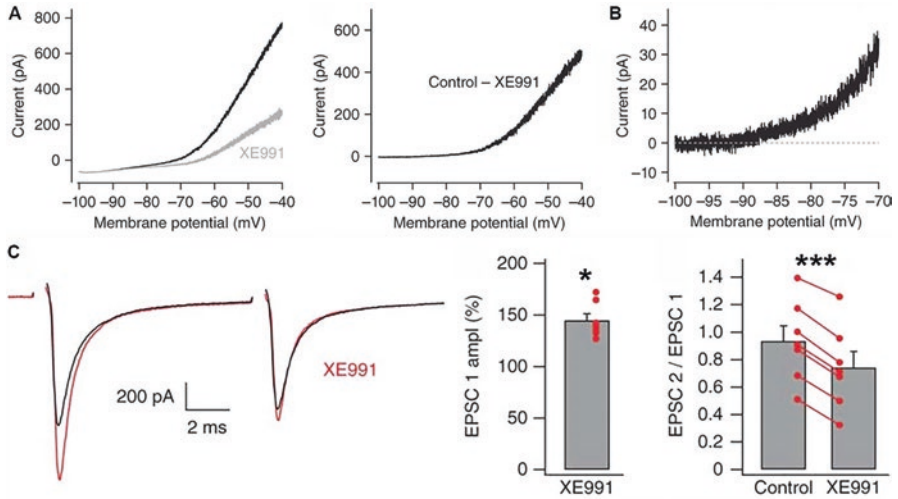 A
800
600
400
200
0
Current (pA)
XE991
−100 −90 −80 −70 −60 −50 −40
Membrane potential (mV)
600
400
200
0
Current (pA)
Control – XE991
−100 −90 −80 −70 −60 −50 −40
Membrane potential (mV)
B
40
30
20
10
0
−10
Current (pA)
−100 −95 −90 −85 −80 −75 −70
Membrane potential (mV)
C
XE991
200 pA
2 ms
200
150
100
50
0
EPSC 1 ampl (%)
*
XE991
1.4
1.2
1.0
0.8
0.6
0.4
0.2
0
EPSC 2 / EPSC 1
***
Control XE991